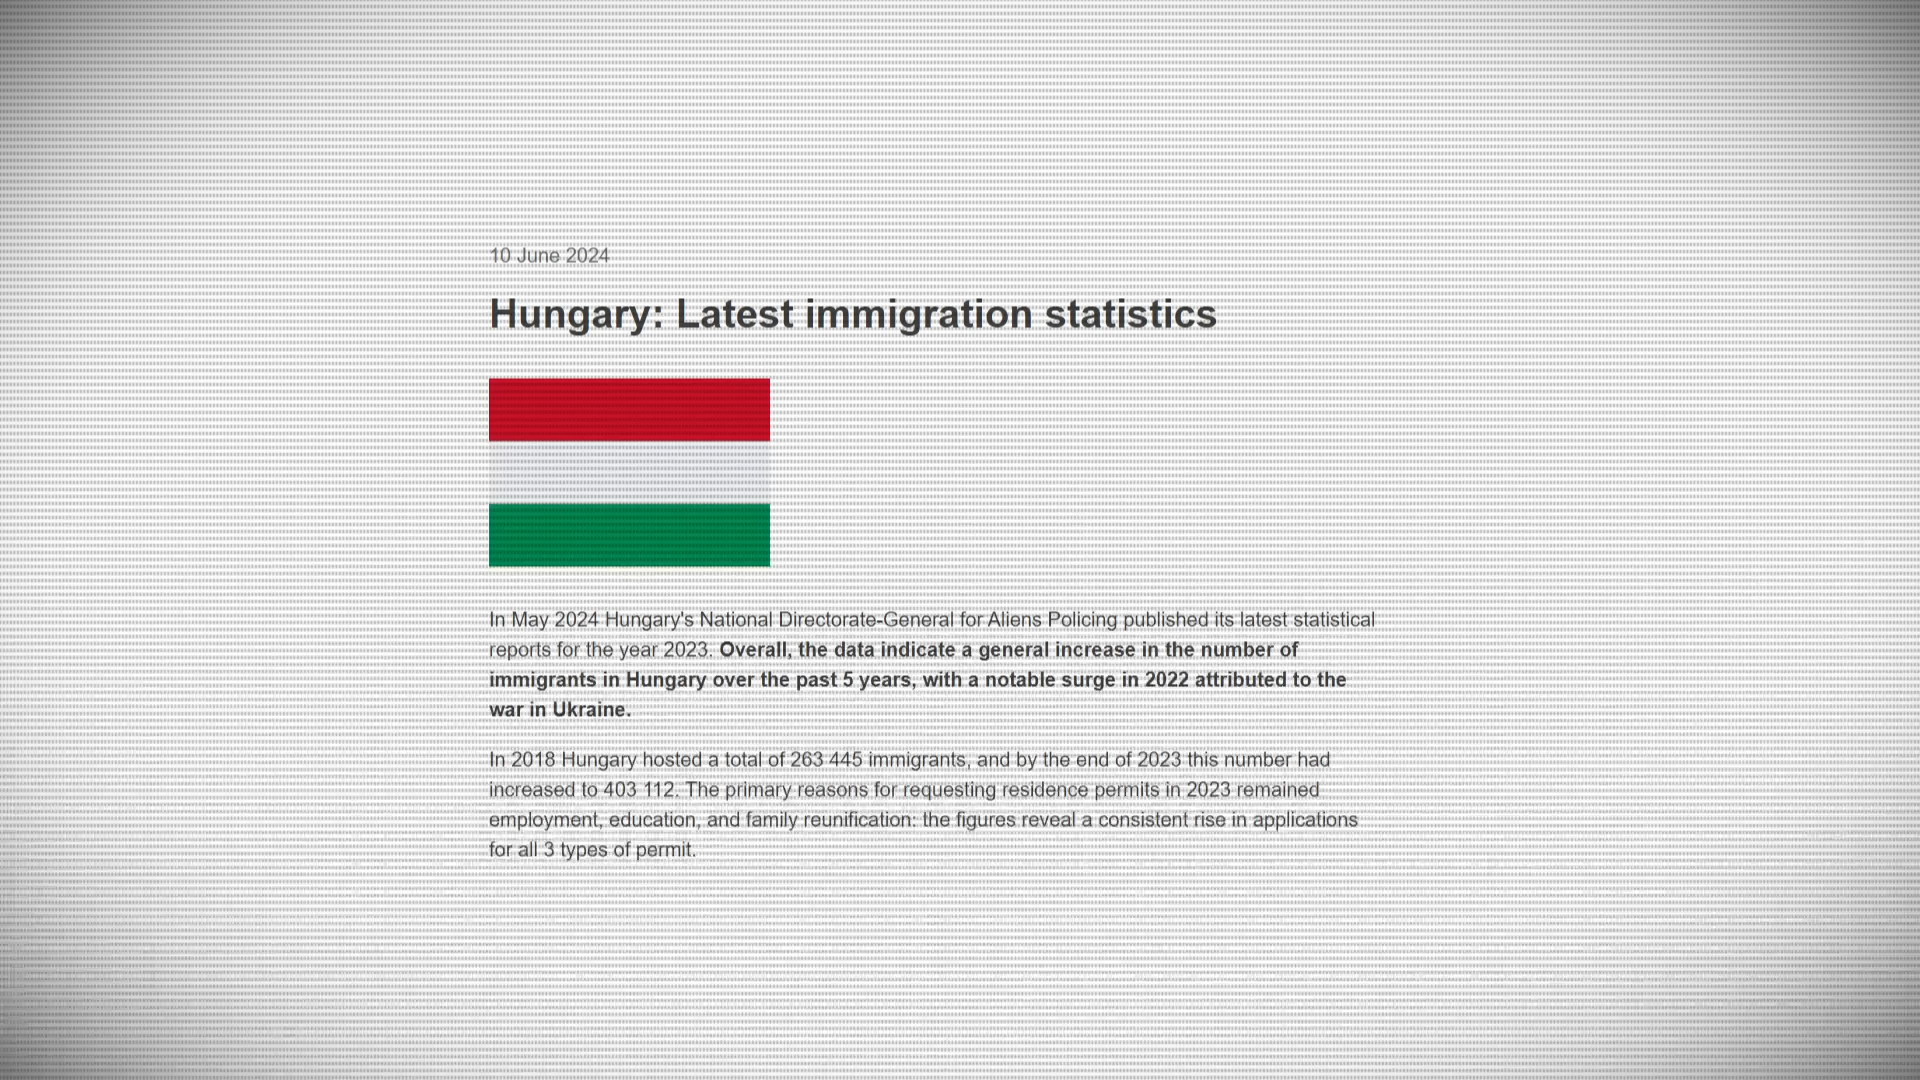 10 June 2024
Hungary: Latest immigration statistics
In May 2024 Hungary's National Directorate-General for Aliens Policing published its latest statistical
reports for the year 2023. Overall, the data indicate a general increase in the number of
immigrants in Hungary over the past 5 years, with a notable surge in 2022 attributed to the
war in Ukraine.
In 2018 Hungary hosted a total of 263 445 immigrants, and by the end of 2023 this number had
increased to 403 112. The primary reasons for requesting residence permits in 2023 remained
employment, education, and family reunification: the figures reveal a consistent rise in applications
for all 3 types of permit.